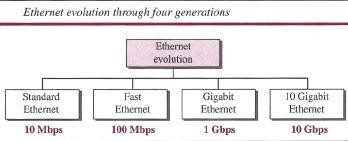 Ethernet evolution through four generations
Ethernet
evolution
Standard
Ethernet
Fast
Ethernet
Gigabit
Ethernet
10 Gigabit
Ethernet
10 Mbps
100 Mbps
1 Gbps
10 Gbps